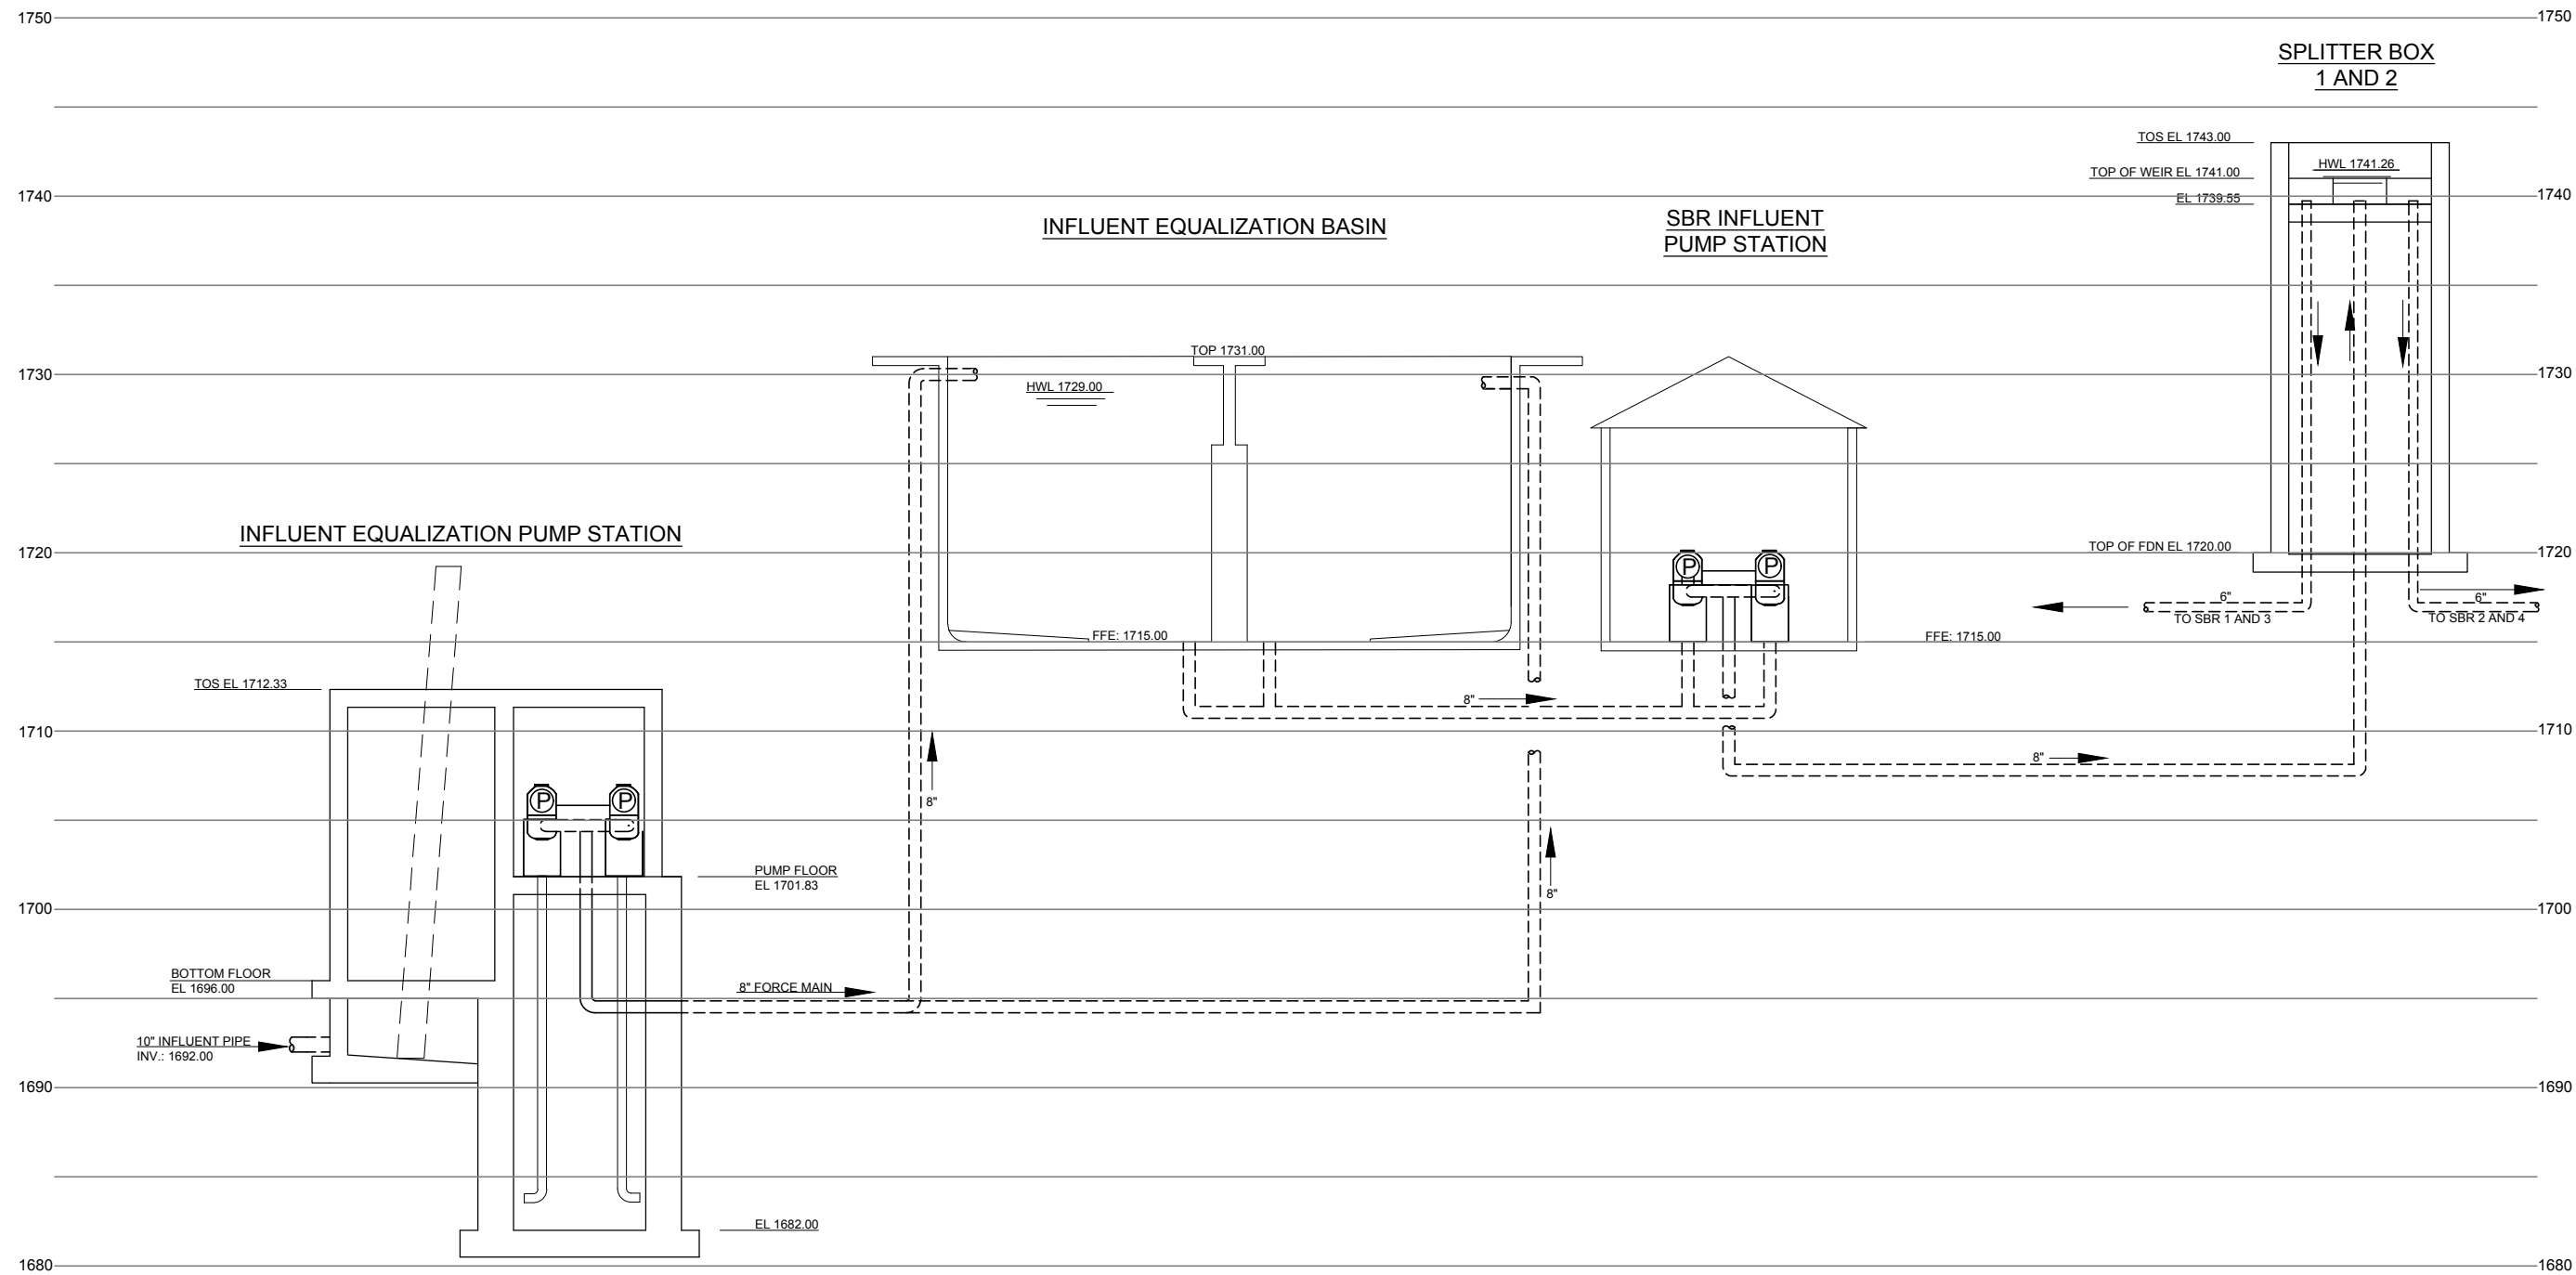 1750
1750
SPLITTER BOX
1 AND 2
TOS EL 1743.00
HWL 1741.26
TOP OF WEIR EL 1741.00
1740
EL 1739.55
1740
INFLUENT EQUALIZATION BASIN
SBR INFLUENT
PUMP STATION
TOP 1731.00
1730
HWL 1729.00
1730
INFLUENT EQUALIZATION PUMP STATION
1720
TOP OF FDN EL 1720.00
1720
P
P
6"
TO SBR 1 AND 3
6"
TO SBR 2 AND 4
FFE: 1715.00
FFE: 1715.00
TOS EL 1712.33
8"
1710
1710
8"
8"
P
P
PUMP FLOOR
EL 1701.83
8"
1700
1700
BOTTOM FLOOR
EL 1696.00
8" FORCE MAIN
10" INFLUENT PIPE
INV.: 1692.00
1690
1690
EL 1682.00
1680
1680